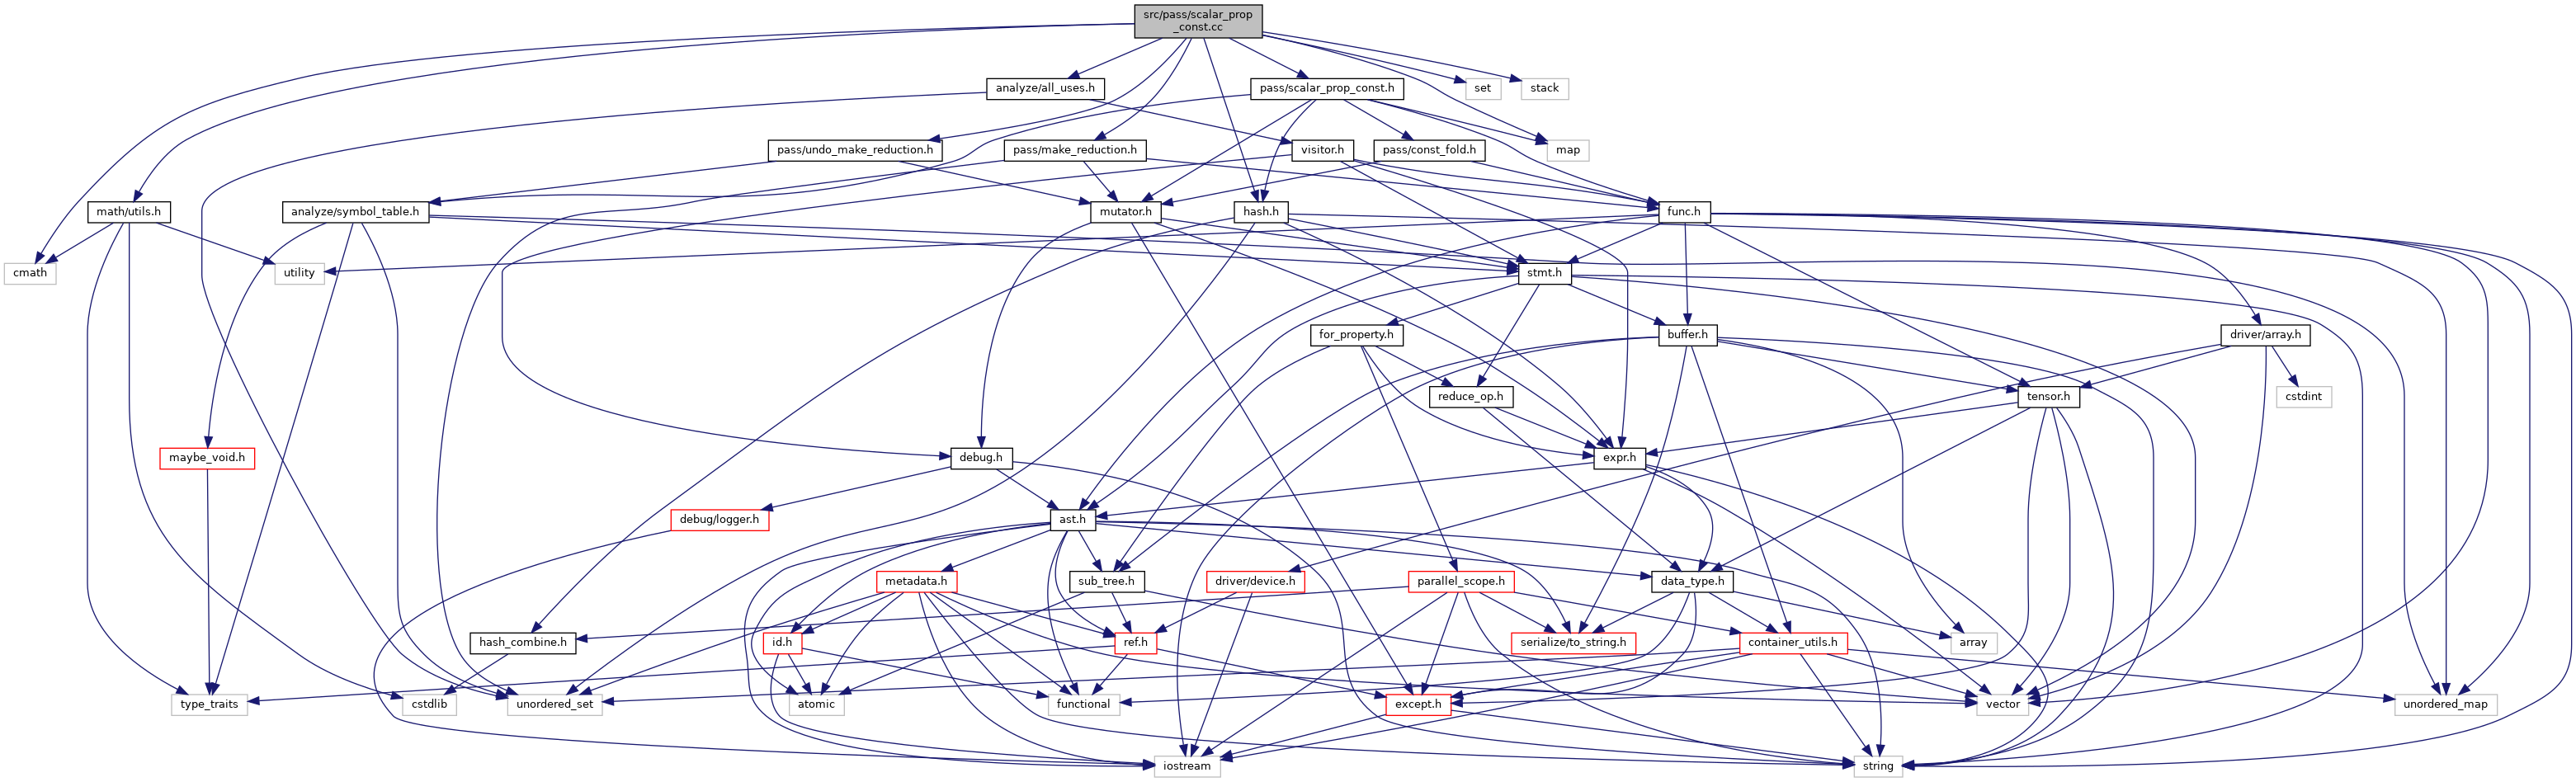 src/pass/scalar_prop
_const.cc
analyze/all_uses.h
pass/scalar_prop_const.h
set
stack
pass/undo_make_reduction.h
pass/make_reduction.h
visitor.h
pass/const_fold.h
map
math/utils.h
analyze/symbol_table.h
mutator.h
hash.h
func.h
cmath
utility
stmt.h
for_property.h
buffer.h
driver/array.h
reduce_op.h
tensor.h
cstdint
maybe_void.h
debug.h
expr.h
debug/logger.h
ast.h
metadata.h
sub_tree.h
driver/device.h
parallel_scope.h
data_type.h
hash_combine.h
id.h
ref.h
serialize/to_string.h
container_utils.h
array
type_traits
cstdlib
unordered_set
atomic
functional
except.h
vector
unordered_map
iostream
string